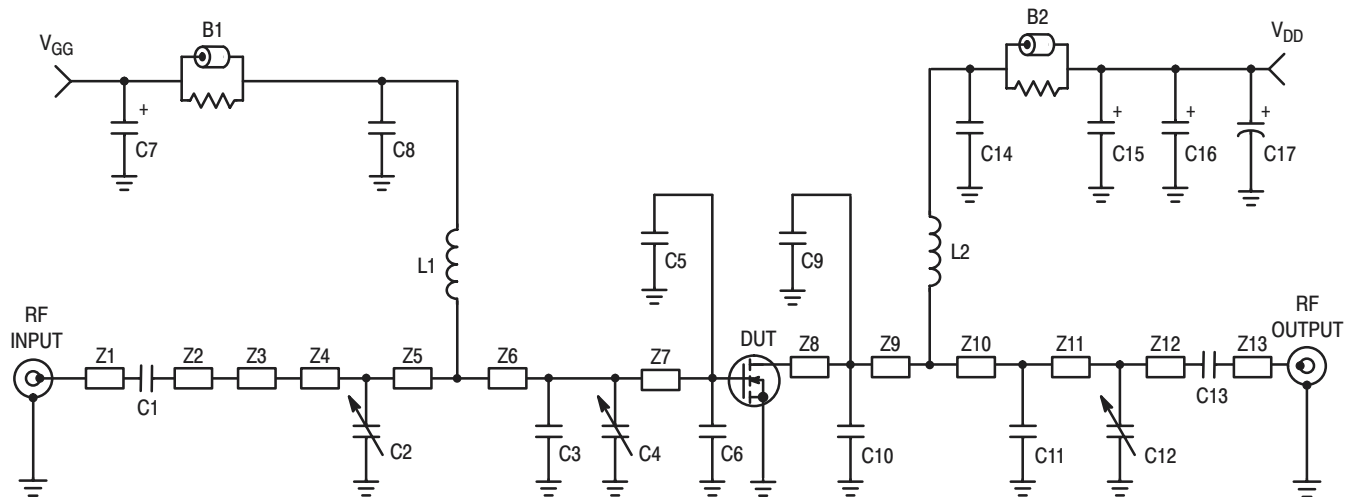 B1
B2
V_GG
V_DD
+
+
+
+
C7
C8
C14
C15
C16
C17
C5
C9
L1
L2
RF
INPUT
RF
OUTPUT
DUT
Z1
Z2
Z3
Z4
Z5
Z6
Z7
Z8
Z9
Z10
Z11
Z12
Z13
C1
C13
C2
C3
C4
C6
C10
C11
C12